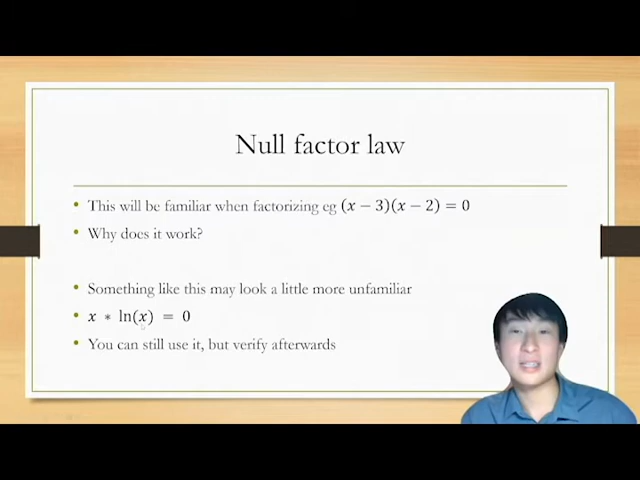 Null factor law
• This will be familiar when factorizing eg (𝑥 − 3)(𝑥 − 2) = 0
• Why does it work?
• Something like this may look a little more unfamiliar
• 𝑥 ∗ ln(𝑥) = 0
• You can still use it, but verify afterwards